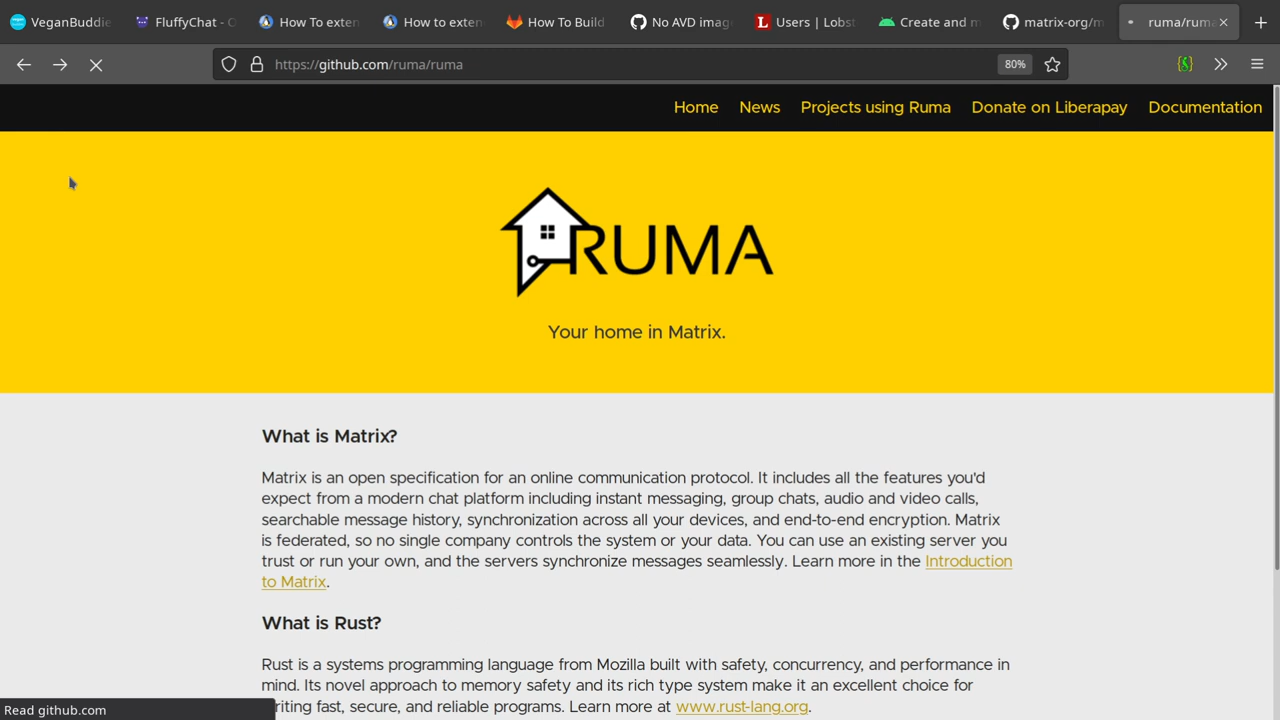 VeganBuddie
FluffyChat - O
How To exten
How to exten
How To Build
No AVD imag
Users | Lobst
Create and m
matrix-org/m
ruma/ruma
https://github.com/ruma/ruma
80%
Home News Projects using Ruma Donate on Liberapay Documentation
RUMA
Your home in Matrix.
What is Matrix?
Matrix is an open specification for an online communication protocol. It includes all the features you'd
expect from a modern chat platform including instant messaging, group chats, audio and video calls,
searchable message history, synchronization across all your devices, and end-to-end encryption. Matrix
is federated, so no single company controls the system or your data. You can use an existing server you
trust or run your own, and the servers synchronize messages seamlessly. Learn more in the Introduction
to Matrix.
What is Rust?
Rust is a systems programming language from Mozilla built with safety, concurrency, and performance in
mind. Its novel approach to memory safety and its rich type system make it an excellent choice for
riting fast, secure, and reliable programs. Learn more at www.rust-lang.org.
Read github.com